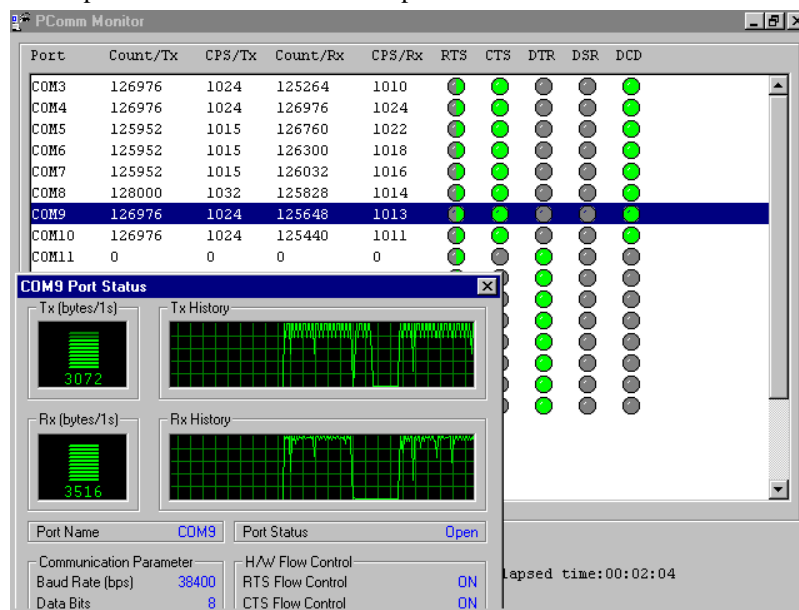 PComm Monitor
Port Count/Tx CPS/Tx Count/Rx CPS/Rx RTS CTS DTR DSR DCD
COM3 126976 1024 125264 1010
COM4 126976 1024 126976 1024
COM5 125952 1015 126760 1022
COM6 125952 1015 126300 1018
COM7 125952 1015 126032 1016
COM8 128000 1032 125828 1014
COM9 126976 1024 125648 1013
COM10 126976 1024 125440 1011
COM11 0 0 0 0
COM9 Port Status
Tx (bytes/1s) Tx History
3072
Rx (bytes/1s) Rx History
3516
Port Name COM9 Port Status Open
Communication Parameter H/W Flow Control
Baud Rate (bps) 38400 RTS Flow Control ON
lapsed time:00:02:04
Data Bits 8 CTS Flow Control ON